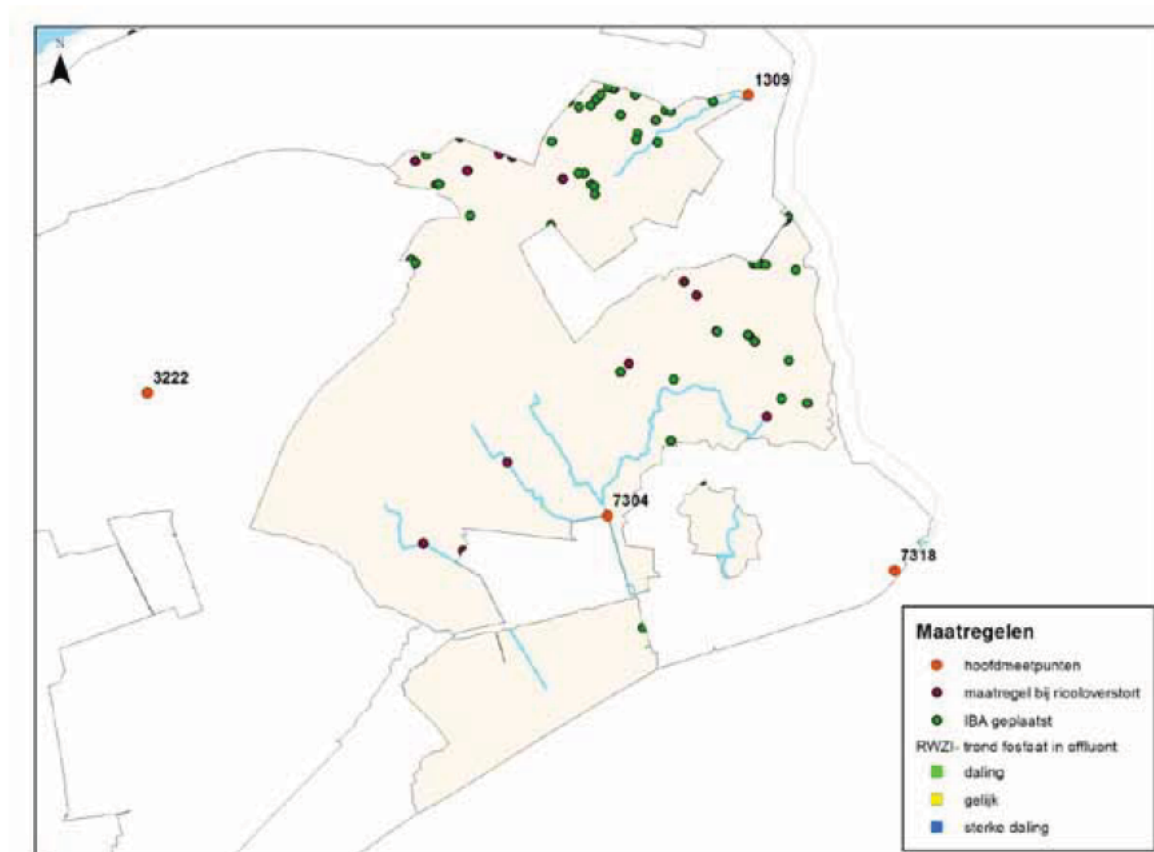 N
1309
3222
7304
7318
Maatregelen
hoofdmeetpunten
maatregel bij riooloverstort
IBA geplaatst
RWZI- trend fosfaat in effluent
daling
gelijk
sterke daling